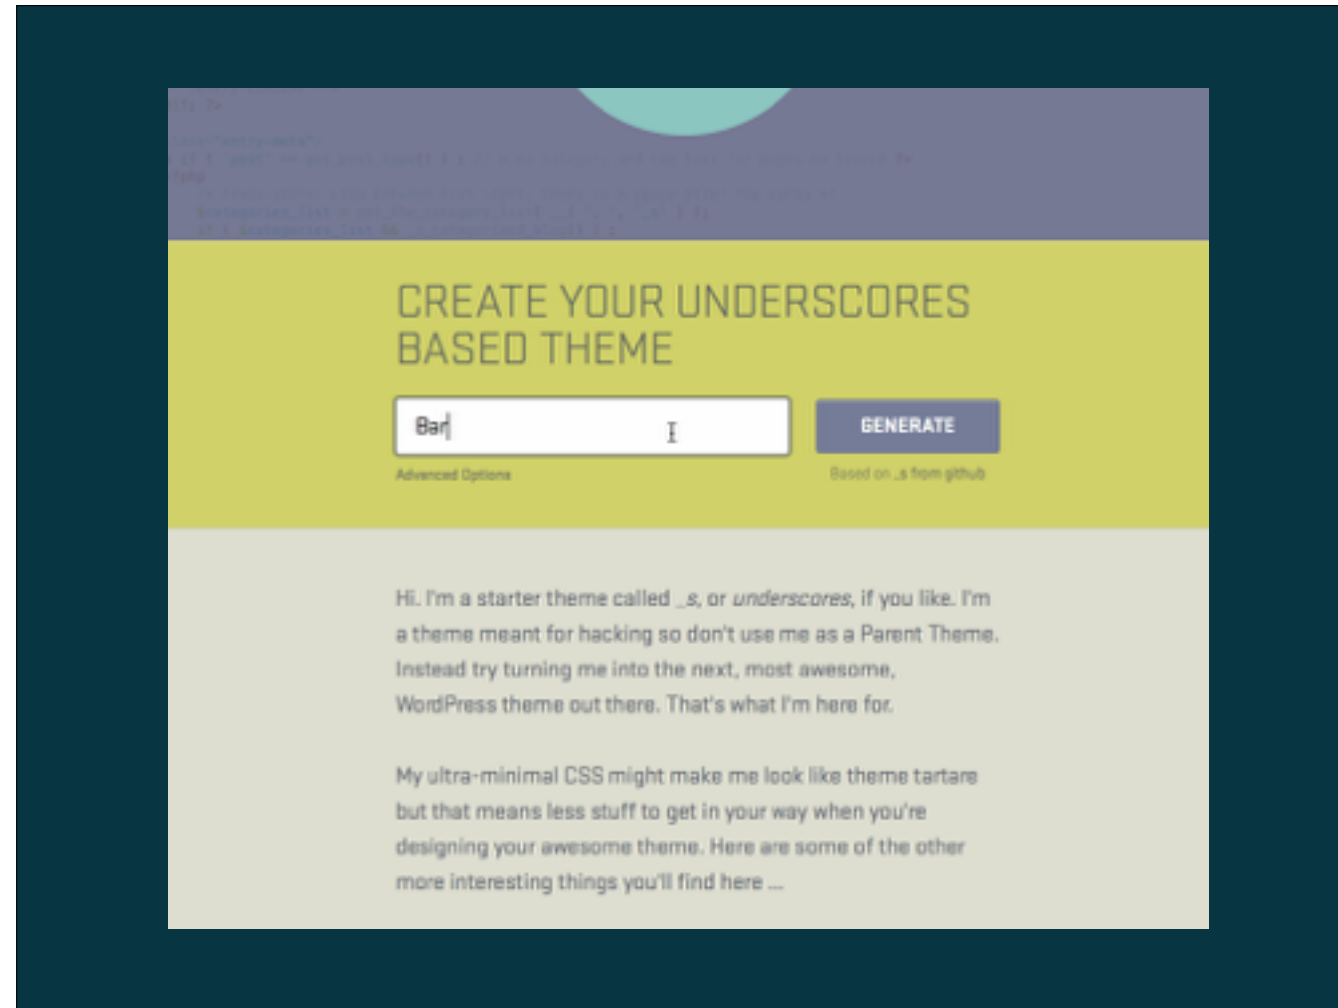 CREATE YOUR UNDERSCORES
BASED THEME
Bar
GENERATE
Advanced Options
Based on _s from github
Hi. I'm a starter theme called _s, or underscores, if you like. I'm
a theme meant for hacking so don't use me as a Parent Theme.
Instead try turning me into the next, most awesome,
WordPress theme out there. That's what I'm here for.
My ultra-minimal CSS might make me look like theme tartare
but that means less stuff to get in your way when you're
designing your awesome theme. Here are some of the other
more interesting things you'll find here ...